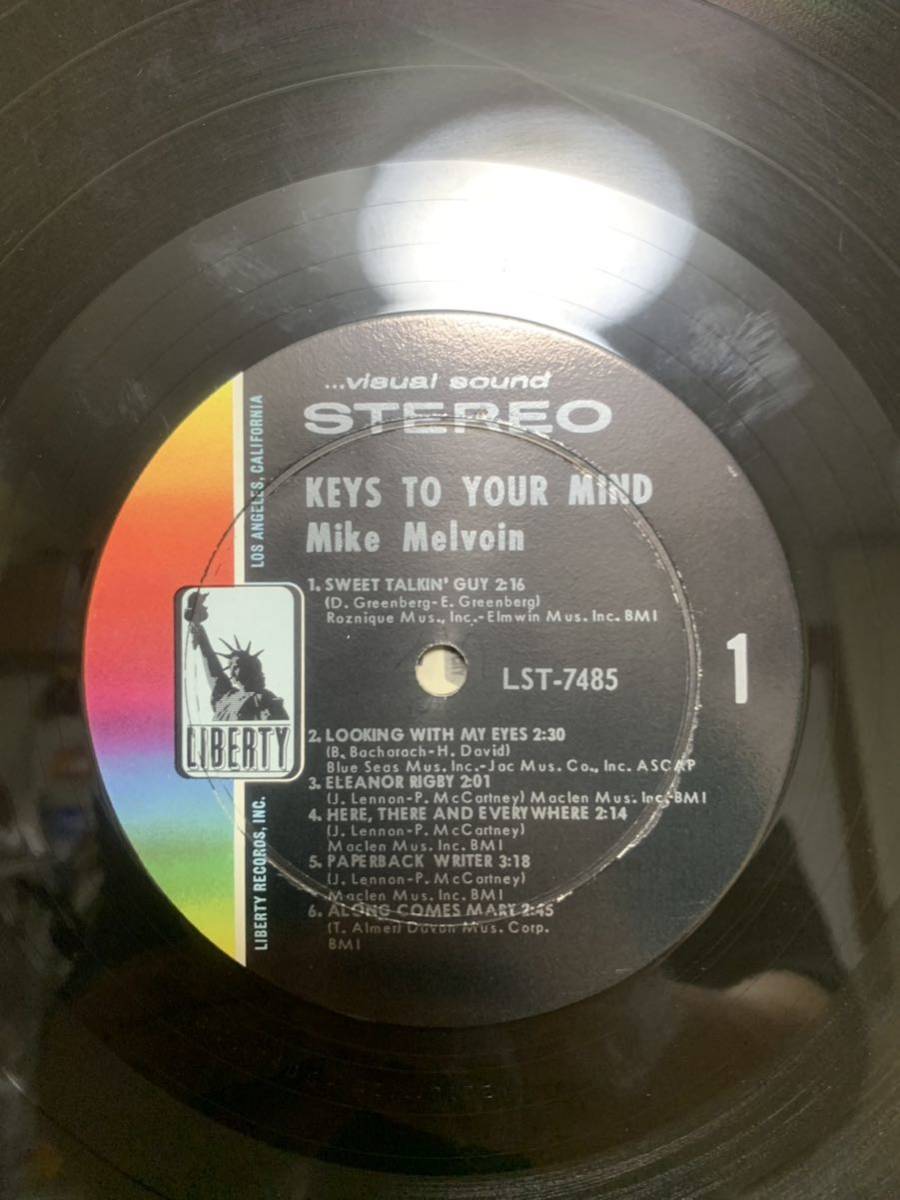 ...visual sound
STEREO
KEYS TO YOUR MIND
Mike Melvoin
1. SWEET TALKIN' GUY 2:16
(D. Greenberg-E. Greenberg)
Roznique Mus., Inc.-Elmwin Mus. Inc. BMI
LST-7485
1
2. LOOKING WITH MY EYES 2:30
(B. Bacharach-H. David)
Blue Seas Mus. Inc.-Jac Mus. Co., Inc. ASCAP
3. ELEANOR RIGBY 2:01
(J. Lennon-P. McCartney) Maclen Mus. Inc.-BMI
4. HERE, THERE AND EVERYWHERE 2:14
(J. Lennon-P. McCartney)
Maclen Mus. Inc. BMI
5. PAPERBACK WRITER 3:18
(J. Lennon-P. McCartney)
Maclen Mus. Inc. BMI
6. ALONG COMES MARY 2:45
(T. Almer) Davon Mus. Corp.
BMI
LIBERTY
LIBERTY RECORDS, INC.
LOS ANGELES, CALIFORNIA